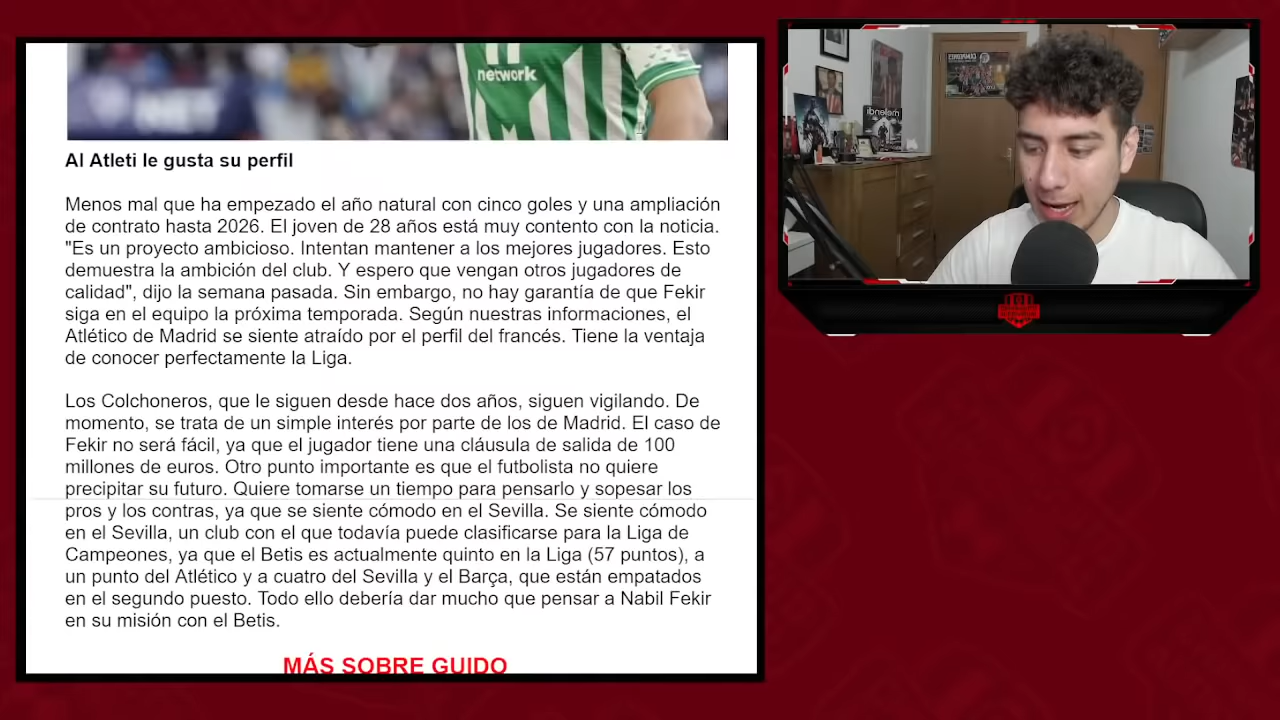 network
Al Atleti le gusta su perfil
Menos mal que ha empezado el año natural con cinco goles y una ampliación
de contrato hasta 2026. El joven de 28 años está muy contento con la noticia.
"Es un proyecto ambicioso. Intentan mantener a los mejores jugadores. Esto
demuestra la ambición del club. Y espero que vengan otros jugadores de
calidad", dijo la semana pasada. Sin embargo, no hay garantía de que Fekir
siga en el equipo la próxima temporada. Según nuestras informaciones, el
Atlético de Madrid se siente atraído por el perfil del francés. Tiene la ventaja
de conocer perfectamente la Liga.
Los Colchoneros, que le siguen desde hace dos años, siguen vigilando. De
momento, se trata de un simple interés por parte de los de Madrid. El caso de
Fekir no será fácil, ya que el jugador tiene una cláusula de salida de 100
millones de euros. Otro punto importante es que el futbolista no quiere
precipitar su futuro. Quiere tomarse un tiempo para pensarlo y sopesar los
pros y los contras, ya que se siente cómodo en el Sevilla. Se siente cómodo
en el Sevilla, un club con el que todavía puede clasificarse para la Liga de
Campeones, ya que el Betis es actualmente quinto en la Liga (57 puntos), a
un punto del Atlético y a cuatro del Sevilla y el Barça, que están empatados
en el segundo puesto. Todo ello debería dar mucho que pensar a Nabil Fekir
en su misión con el Betis.
MÁS SOBRE GUIDO
melendi